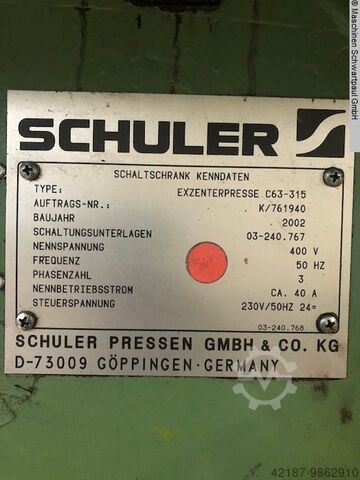 © Maschinen Schwartpaul GmbH
SCHULER
SCHALTSCHRANK KENNDATEN
TYPE: EXZENTERPRESSE C63-315
AUFTRAGS-NR.: K/761940
BAUJAHR 2002
SCHALTUNGSUNTERLAGEN 03-240.767
NENNSPANNUNG 400 V
FREQUENZ 50 HZ
PHASENZAHL 3
NENNBETRIEBSSTROM CA. 40 A
STEUERSPANNUNG 230V/50HZ 24=
03-240.768
SCHULER PRESSEN GMBH & CO. KG
D-73009 GÖPPINGEN·GERMANY
42187-9862910